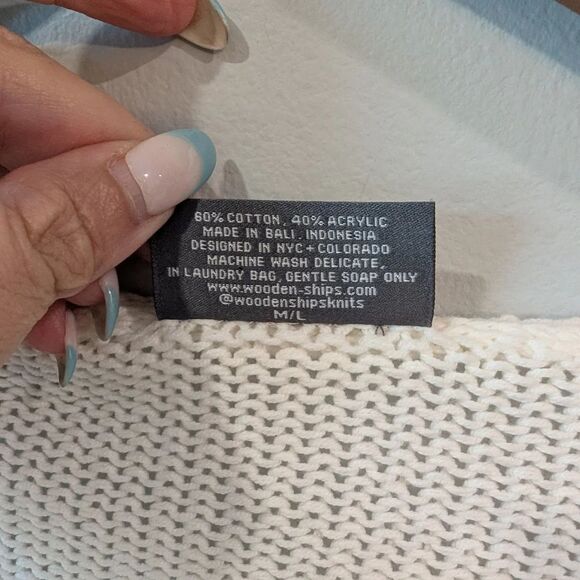 60% COTTON, 40% ACRYLIC
MADE IN BALI, INDONESIA
DESIGNED IN NYC+COLORADO
MACHINE WASH DELICATE,
IN LAUNDRY BAG, GENTLE SOAP ONLY
www.wooden-ships.com
@woodenshipsknits
M/L